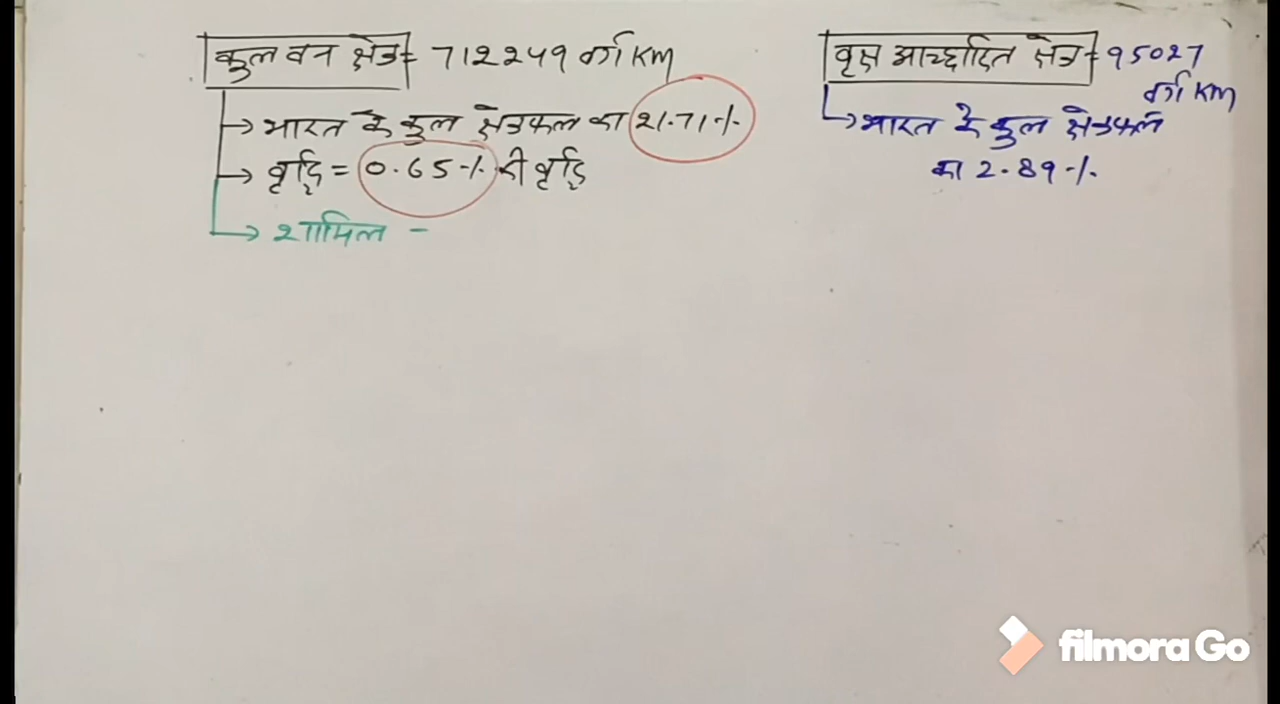 कुल वन क्षेत्र = 712249 वर्ग KM
→ भारत के कुल क्षेत्रफल का 21.71%
→ वृद्धि = 0.65% की वृद्धि
→ शामिल -
वृक्ष आच्छादित क्षेत्र = 95027
वर्ग KM
→ भारत के कुल क्षेत्रफल
का 2.89%
filmora Go